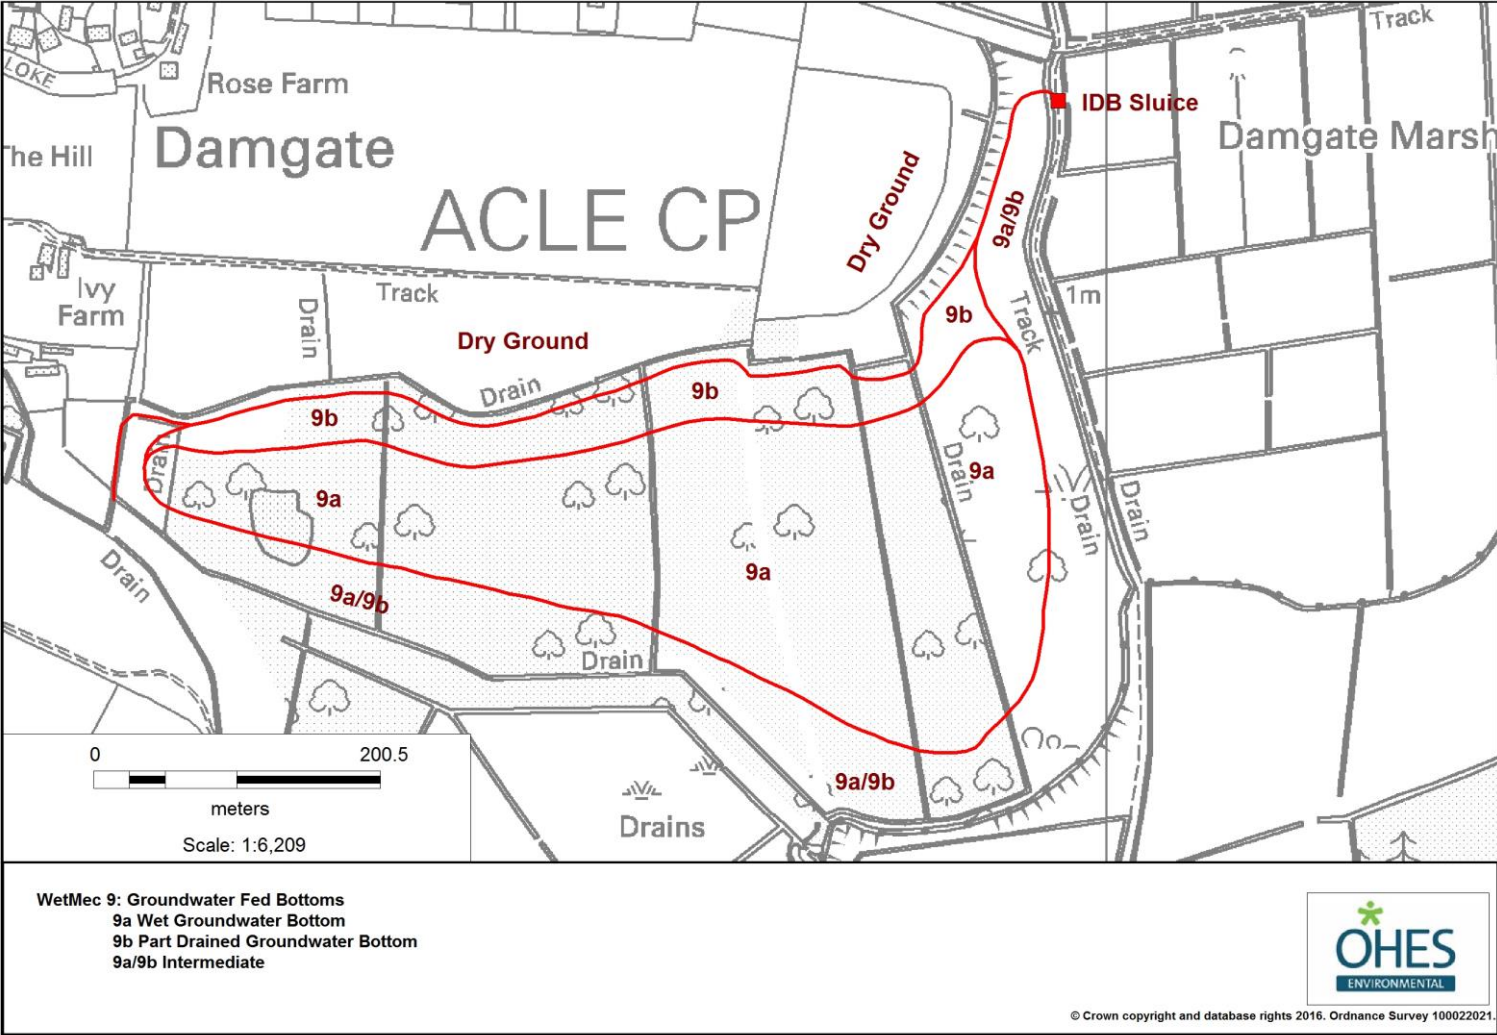 Track
LOKE
Rose Farm
IDB Sluice
The Hill
Damgate
Damgate Marsh
ACLE CP
Dry Ground
9a/9b
Ivy
Farm
Track
Drain
1m
9b
Track
Dry Ground
Drain
9b
9b
Drain
9a
Drain
9a
Drain
Drain
9a
Drain
9a/9b
Drain
9a/9b
Drains
0 200.5
meters
Scale: 1:6,209
WetMec 9: Groundwater Fed Bottoms
9a Wet Groundwater Bottom
9b Part Drained Groundwater Bottom
9a/9b Intermediate
OHES
ENVIRONMENTAL
© Crown copyright and database rights 2016. Ordnance Survey 100022021.